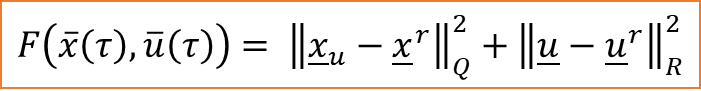 F(x̄(τ), ū(τ)) = ‖x̲ᵤ − x̲ʳ‖²_Q + ‖u̲ − u̲ʳ‖²_R